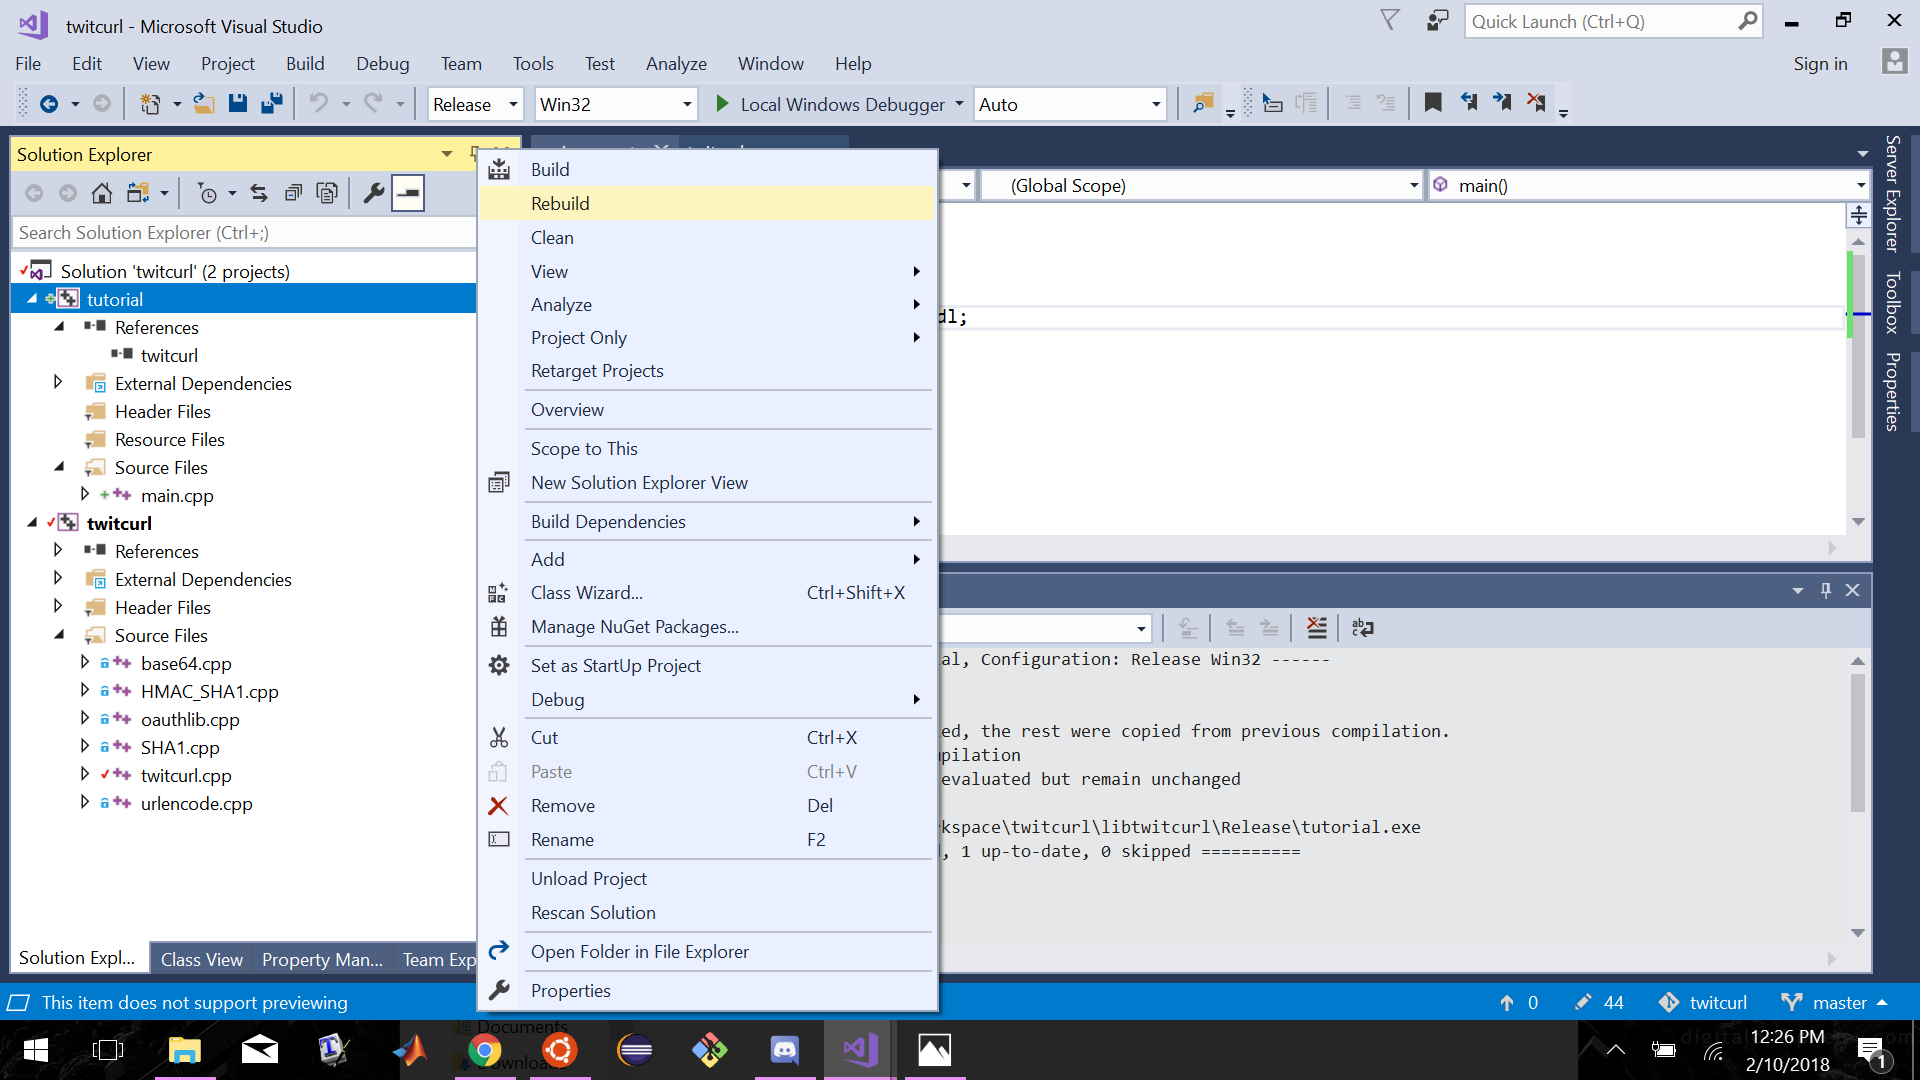 twitcurl - Microsoft Visual Studio
Quick Launch (Ctrl+Q)
File Edit View Project Build Debug Team Tools Test Analyze Window Help
Sign in
Release Win32 Local Windows Debugger Auto
Solution Explorer
Search Solution Explorer (Ctrl+;)
Solution 'twitcurl' (2 projects)
tutorial
References
twitcurl
External Dependencies
Header Files
Resource Files
Source Files
main.cpp
twitcurl
References
External Dependencies
Header Files
Source Files
base64.cpp
HMAC_SHA1.cpp
oauthlib.cpp
SHA1.cpp
twitcurl.cpp
urlencode.cpp
Solution Expl... Class View Property Man... Team Exp
Build
Rebuild
Clean
View
Analyze
Project Only
Retarget Projects
Overview
Scope to This
New Solution Explorer View
Build Dependencies
Add
Class Wizard... Ctrl+Shift+X
Manage NuGet Packages...
Set as StartUp Project
Debug
Cut Ctrl+X
Paste Ctrl+V
Remove Del
Rename F2
Unload Project
Rescan Solution
Open Folder in File Explorer
Properties
(Global Scope) main()
dl;
al, Configuration: Release Win32 ------
ed, the rest were copied from previous compilation.
pilation
evaluated but remain unchanged
rkspace\twitcurl\libtwitcurl\Release\tutorial.exe
, 1 up-to-date, 0 skipped ==========
Server Explorer
Toolbox
Properties
This item does not support previewing
0 44 twitcurl master
Documents
12:26 PM
2/10/2018
1